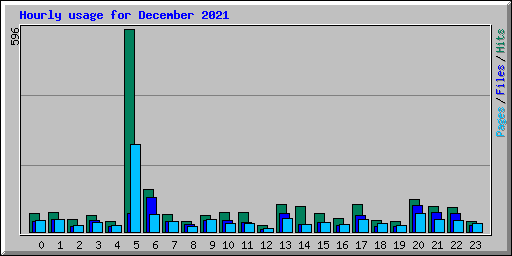 Hourly usage for December 2021
596
Pages/Files/Hits
0 1 2 3 4 5 6 7 8 9 10 11 12 13 14 15 16 17 18 19 20 21 22 23